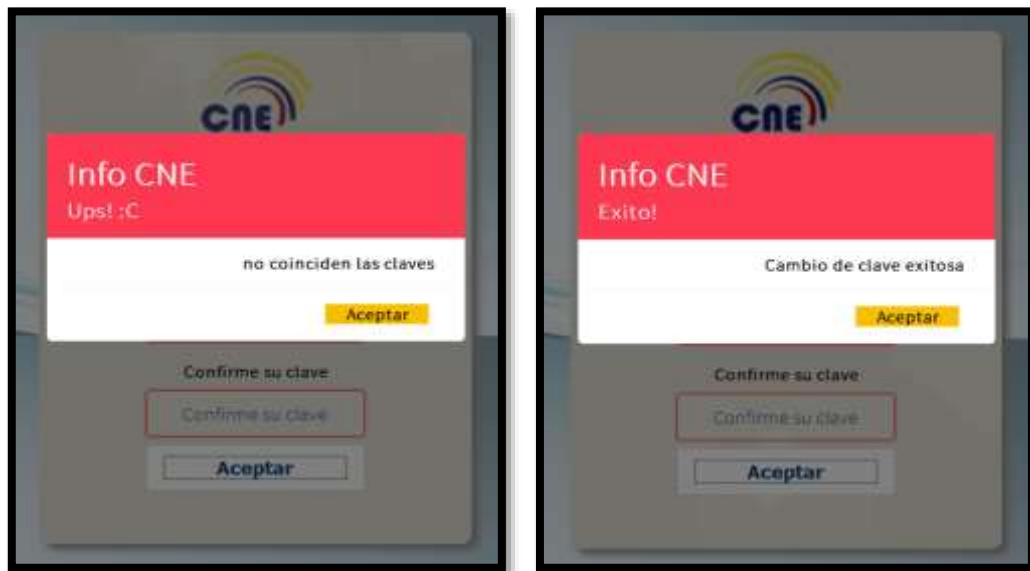 CNE
Info CNE
Ups! :C
no coinciden las claves
Aceptar
Confirme su clave
Confirme su clave
Aceptar
CNE
Info CNE
Exito!
Cambio de clave exitosa
Aceptar
Confirme su clave
Confirme su clave
Aceptar